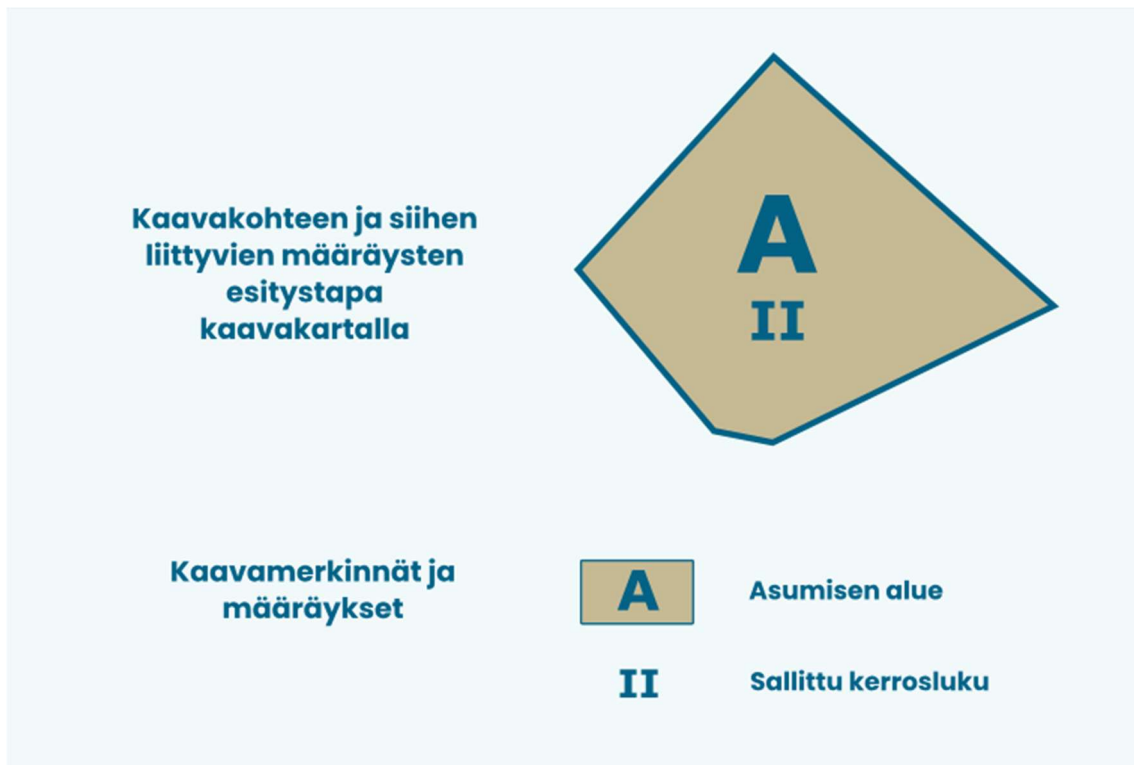 Kaavakohteen ja siihen
liittyvien määräysten
esitystapa
kaavakartalla
A
II
Kaavamerkinnät ja
määräykset
A
Asumisen alue
II
Sallittu kerrosluku